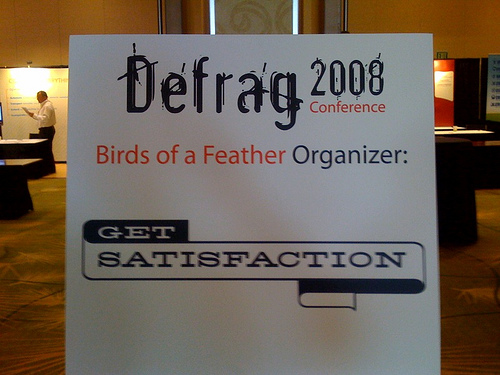 Defrag 2008
Conference
Birds of a Feather Organizer:
GET
SATISFACTION